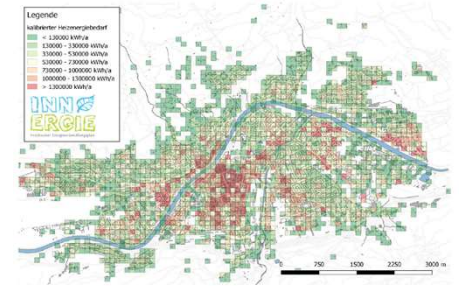 Legende
kalibrierter Heizenergiebedarf
< 130000 kWh/a
130000 - 330000 kWh/a
330000 - 530000 kWh/a
530000 - 730000 kWh/a
730000 - 1000000 kWh/a
1000000 - 1300000 kWh/a
> 1300000 kWh/a
INN
ERGIE
0 750 1500 2250 3000 m